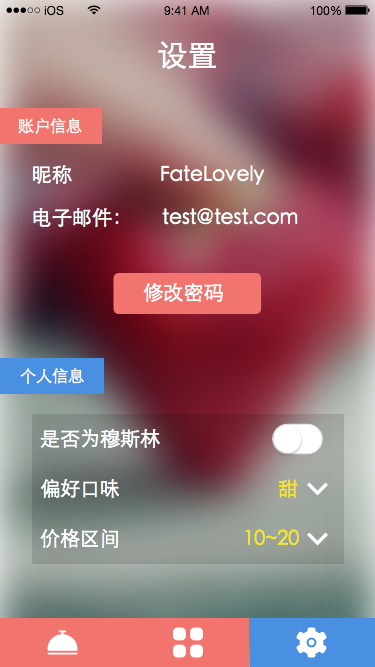 iOS 9:41 AM 100%
设置
账户信息
昵称 FateLovely
电子邮件: test@test.com
修改密码
个人信息
是否为穆斯林
偏好口味 甜
价格区间 10~20